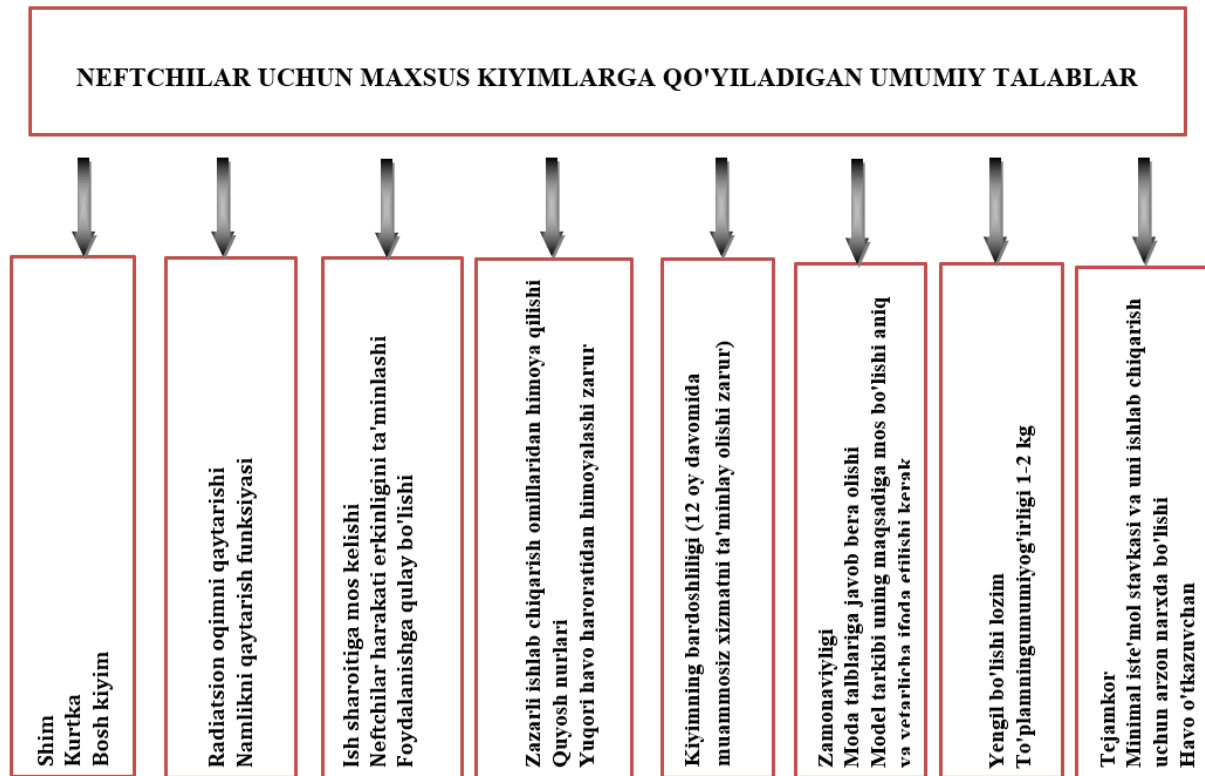 NEFTCHILAR UCHUN MAXSUS KIYIMLARGA QO'YILADIGAN UMUMIY TALABLAR
Shim
Kurtka
Bosh kiyim
Radiatsion oqimni qaytarishi
Namlikni qaytarish funksiyasi
Ish sharoitiga mos kelishi
Neftchilar harakati erkinligini ta'minlashi
Foydalanishga qulay bo'lishi
Zazarli ishlab chiqarish omillaridan himoya qilishi
Quyosh nurlari
Yuqori havo haroratidan himoyalashi zarur
Kiyimning bardoshliligi (12 oy davomida
muammosiz xizmatni ta'minlay olishi zarur)
Zamonaviyligi
Moda talblariga javob bera olishi
Model tarkibi uning maqsadiga mos bo'lishi aniq
va yetarlicha ifoda etilishi kerak
Yengil bo'lishi lozim
To'plamningumumiyog'irligi 1-2 kg
Tejamkor
Minimal iste'mol stavkasi va uni ishlab chiqarish
uchun arzon narxda bo'lishi
Havo o'tkazuvchan